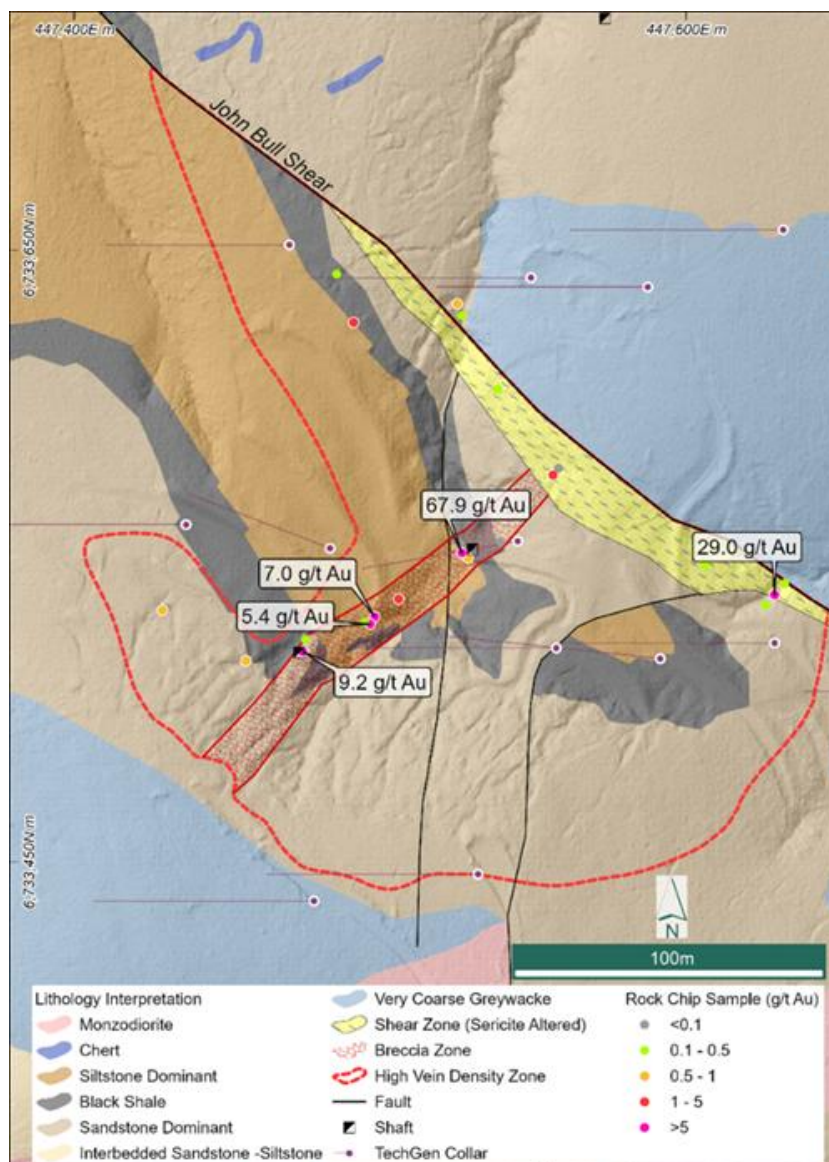 447,400E m
447,600E m
John Bull Shear
6,733,650N m
67.9 g/t Au
29.0 g/t Au
7.0 g/t Au
5.4 g/t Au
9.2 g/t Au
6,733,450N m
N
100m
Lithology Interpretation
Monzodiorite
Chert
Siltstone Dominant
Black Shale
Sandstone Dominant
Interbedded Sandstone -Siltstone
Very Coarse Greywacke
Shear Zone (Sericite Altered)
Breccia Zone
High Vein Density Zone
Fault
Shaft
TechGen Collar
Rock Chip Sample (g/t Au)
<0.1
0.1 - 0.5
0.5 - 1
1 - 5
>5